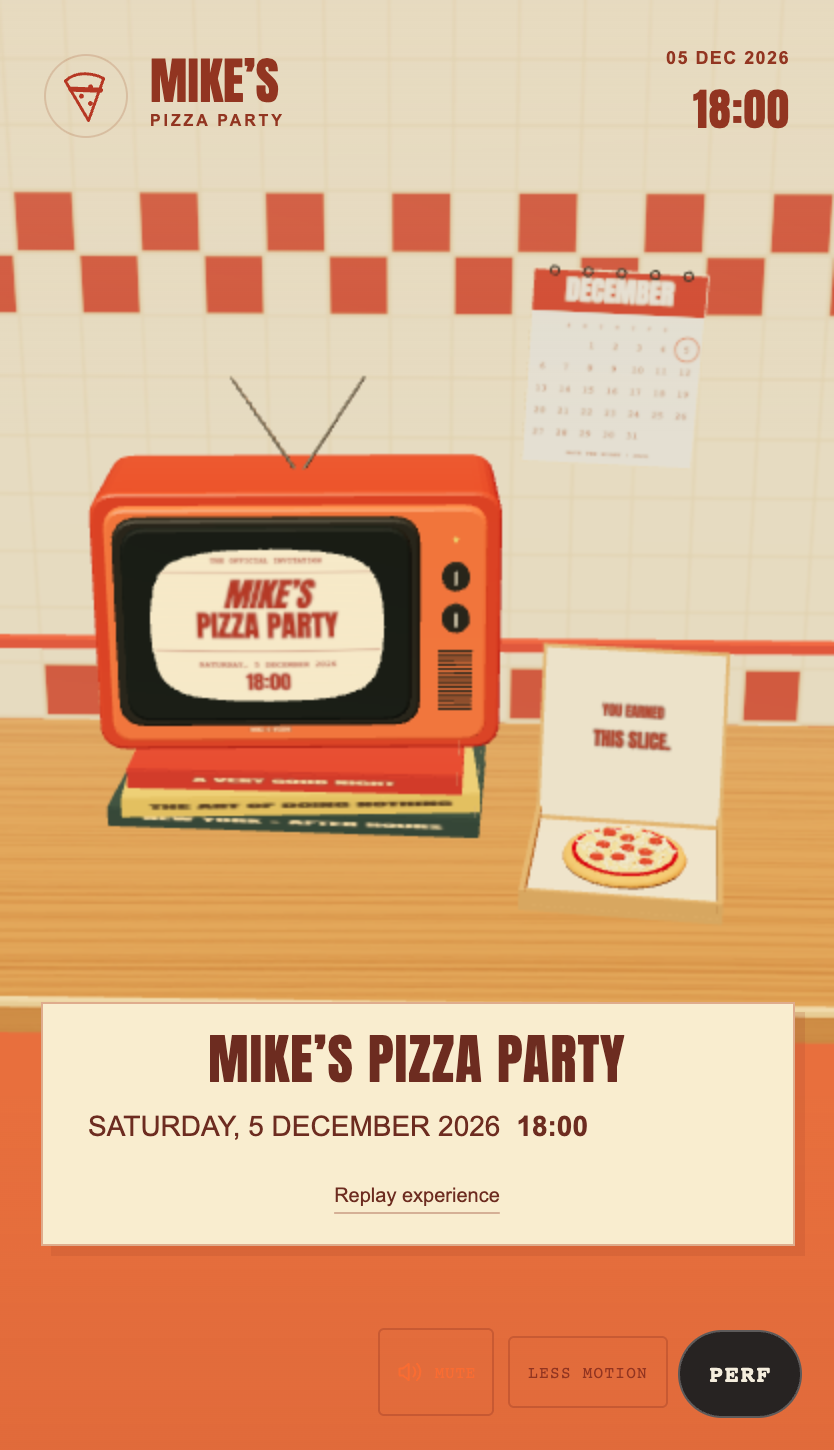 MIKE'S
PIZZA PARTY
05 DEC 2026
18:00
DECEMBER
1 2 3 4 5
6 7 8 9 10 11 12
13 14 15 16 17 18 19
20 21 22 23 24 25 26
27 28 29 30 31
THE OFFICIAL INVITATION
MIKE'S
PIZZA PARTY
SATURDAY, 5 DECEMBER 2026
18:00
YOU EARNED
THIS SLICE.
A VERY GOOD NIGHT
THE ART OF DOING NOTHING
NEW YORK - AFTER HOURS
MIKE'S PIZZA PARTY
SATURDAY, 5 DECEMBER 2026 18:00
Replay experience
MUTE
LESS MOTION
PERF